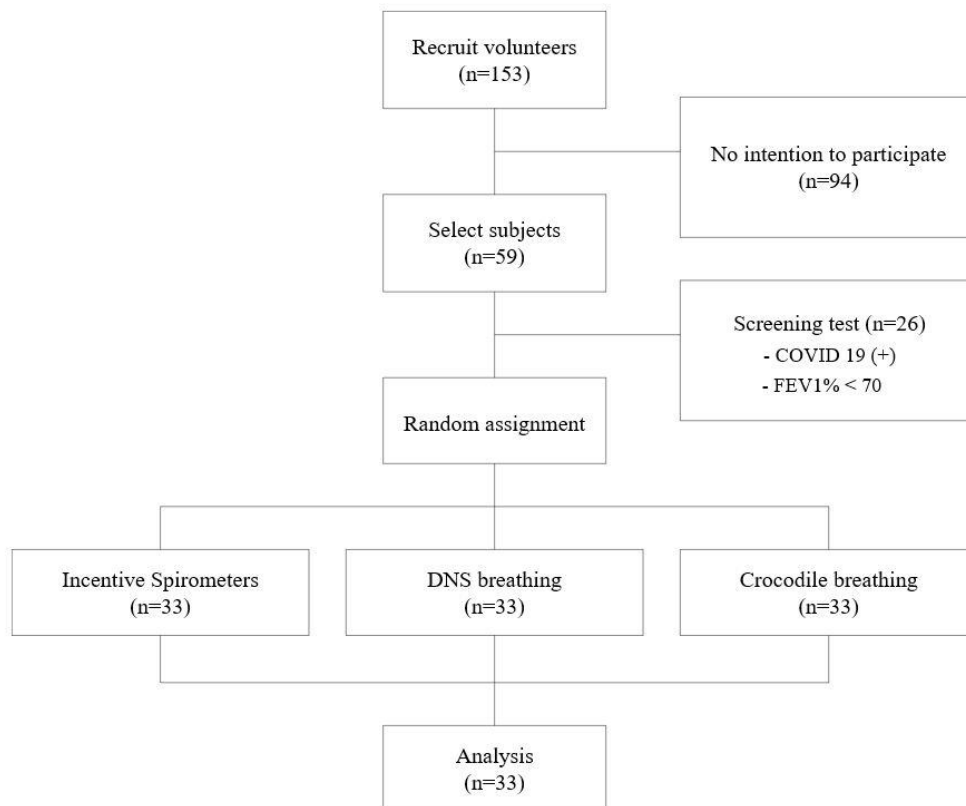 Recruit volunteers
(n=153)
No intention to participate
(n=94)
Select subjects
(n=59)
Screening test (n=26)
- COVID 19 (+)
- FEV1% < 70
Random assignment
Incentive Spirometers
(n=33)
DNS breathing
(n=33)
Crocodile breathing
(n=33)
Analysis
(n=33)